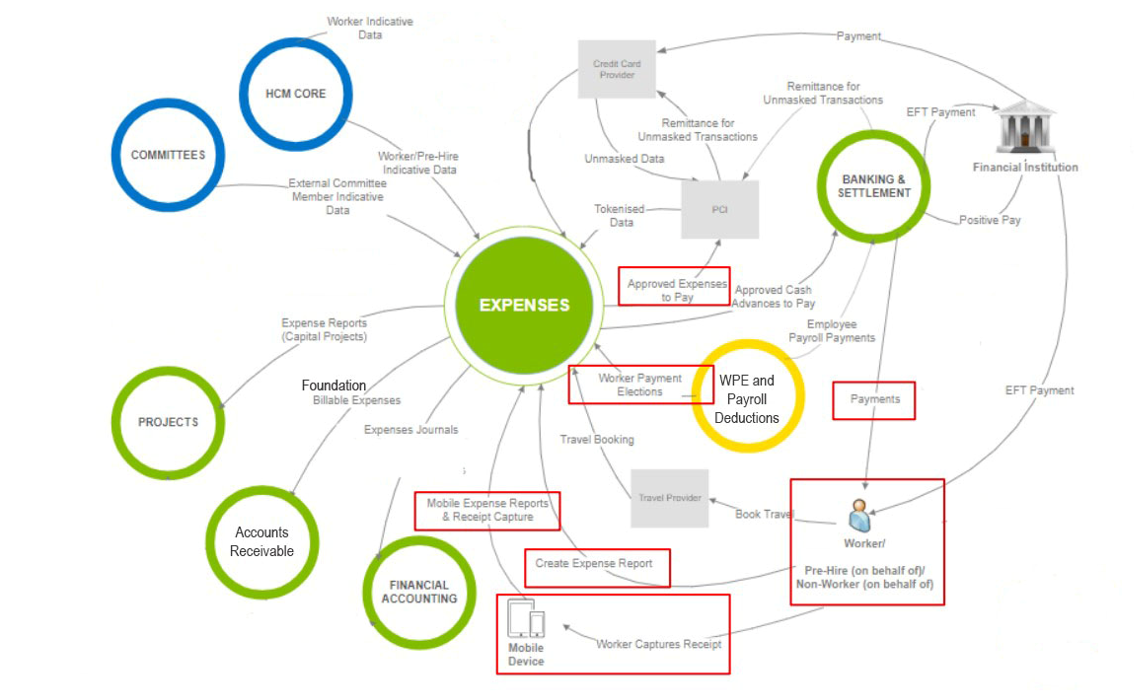 Worker Indicative
Data
Payment
Credit Card
Provider
HCM CORE
Remittance for
Unmasked Transactions
EFT Payment
Remittance for
Unmasked Transactions
COMMITTEES
Worker/Pre-Hire
Indicative Data
Unmasked Data
Financial Institution
BANKING &
SETTLEMENT
External Committee
Member Indicative
Data
Tokenised
Data
PCI
Positive Pay
EXPENSES
Approved Expenses
to Pay
Approved Cash
Advances to Pay
Expense Reports
(Capital Projects)
Employee
Payroll Payments
Foundation
Billable Expenses
Worker Payment
Elections
WPE and
Payroll
Deductions
Payments
EFT Payment
PROJECTS
Expenses Journals
Travel Booking
Mobile Expense Reports
& Receipt Capture
Travel Provider
Book Travel
Accounts
Receivable
Worker/
Create Expense Report
Pre-Hire (on behalf of)/
Non-Worker (on behalf of)
FINANCIAL
ACCOUNTING
Worker Captures Receipt
Mobile
Device